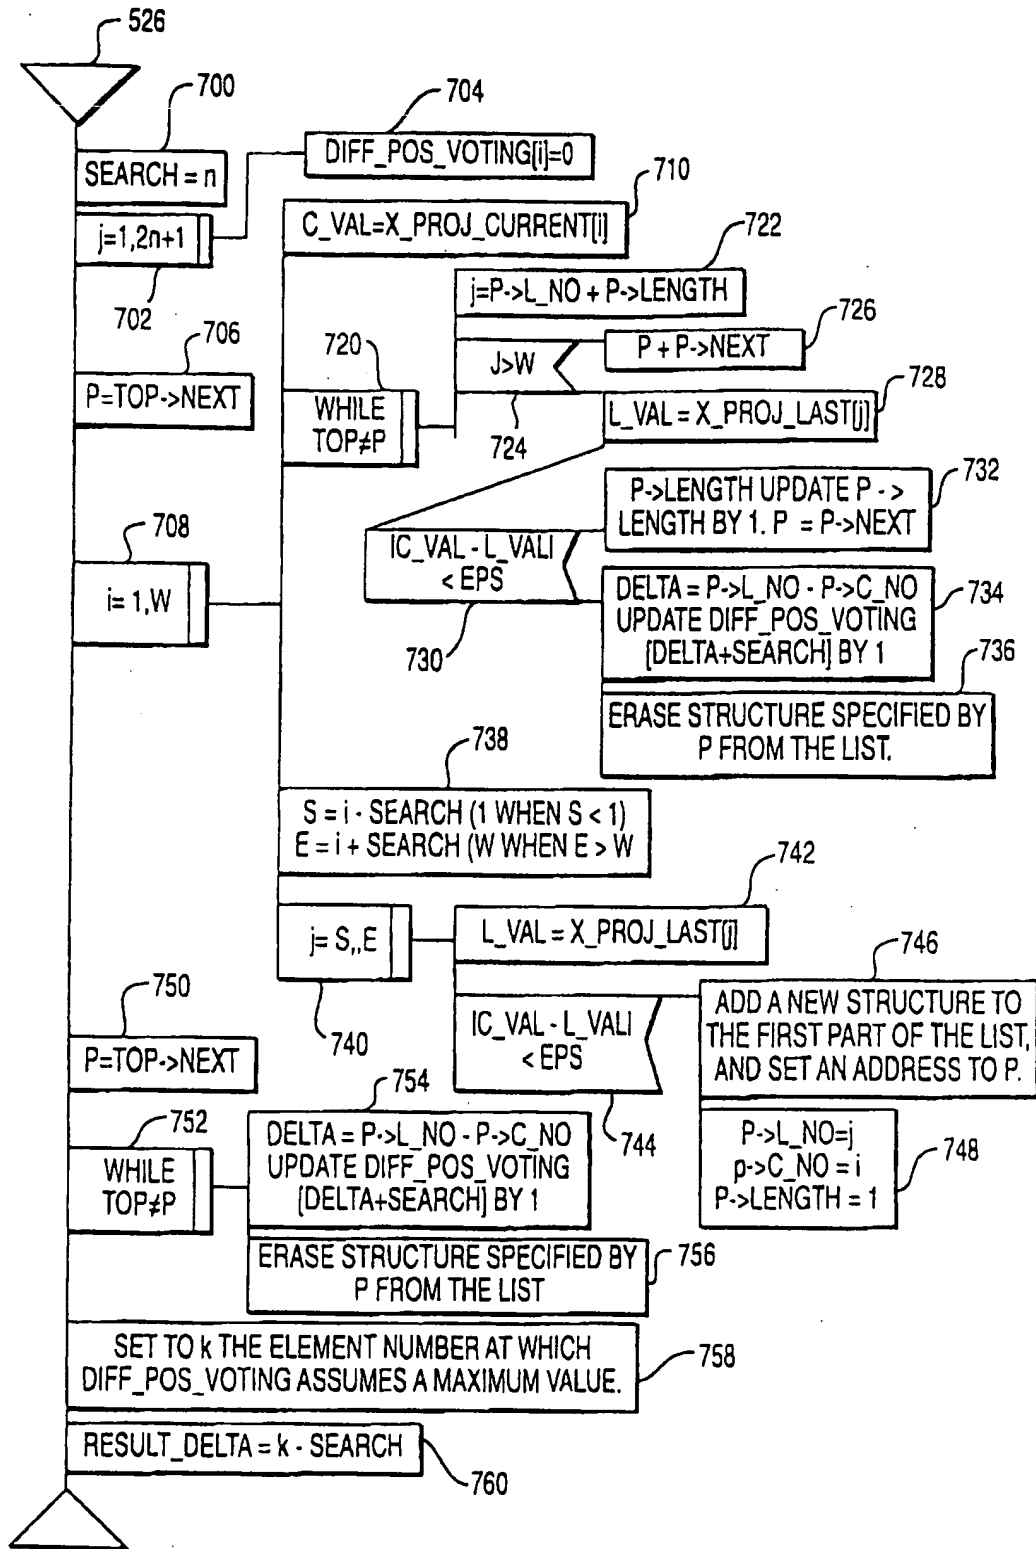 526
700
SEARCH = n
704
DIFF_POS_VOTING[i]=0
j=1,2n+1
702
710
C_VAL=X_PROJ_CURRENT[i]
722
j=P->L_NO + P->LENGTH
706
P=TOP->NEXT
720
WHILE
TOP≠P
J>W
724
726
P + P->NEXT
728
L_VAL = X_PROJ_LAST[j]
708
i= 1,W
732
P->LENGTH UPDATE P - >
LENGTH BY 1. P = P->NEXT
IC_VAL - L_VALI
< EPS
730
734
DELTA = P->L_NO - P->C_NO
UPDATE DIFF_POS_VOTING
[DELTA+SEARCH] BY 1
736
ERASE STRUCTURE SPECIFIED BY
P FROM THE LIST.
738
S = i - SEARCH (1 WHEN S < 1)
E = i + SEARCH (W WHEN E > W
742
j= S,,E
740
L_VAL = X_PROJ_LAST[j]
IC_VAL - L_VALI
< EPS
744
746
ADD A NEW STRUCTURE TO
THE FIRST PART OF THE LIST,
AND SET AN ADDRESS TO P.
P->L_NO=j
p->C_NO = i
P->LENGTH = 1
748
750
P=TOP->NEXT
752
WHILE
TOP≠P
754
DELTA = P->L_NO - P->C_NO
UPDATE DIFF_POS_VOTING
[DELTA+SEARCH] BY 1
ERASE STRUCTURE SPECIFIED BY
P FROM THE LIST
756
SET TO k THE ELEMENT NUMBER AT WHICH
DIFF_POS_VOTING ASSUMES A MAXIMUM VALUE.
758
RESULT_DELTA = k - SEARCH
760